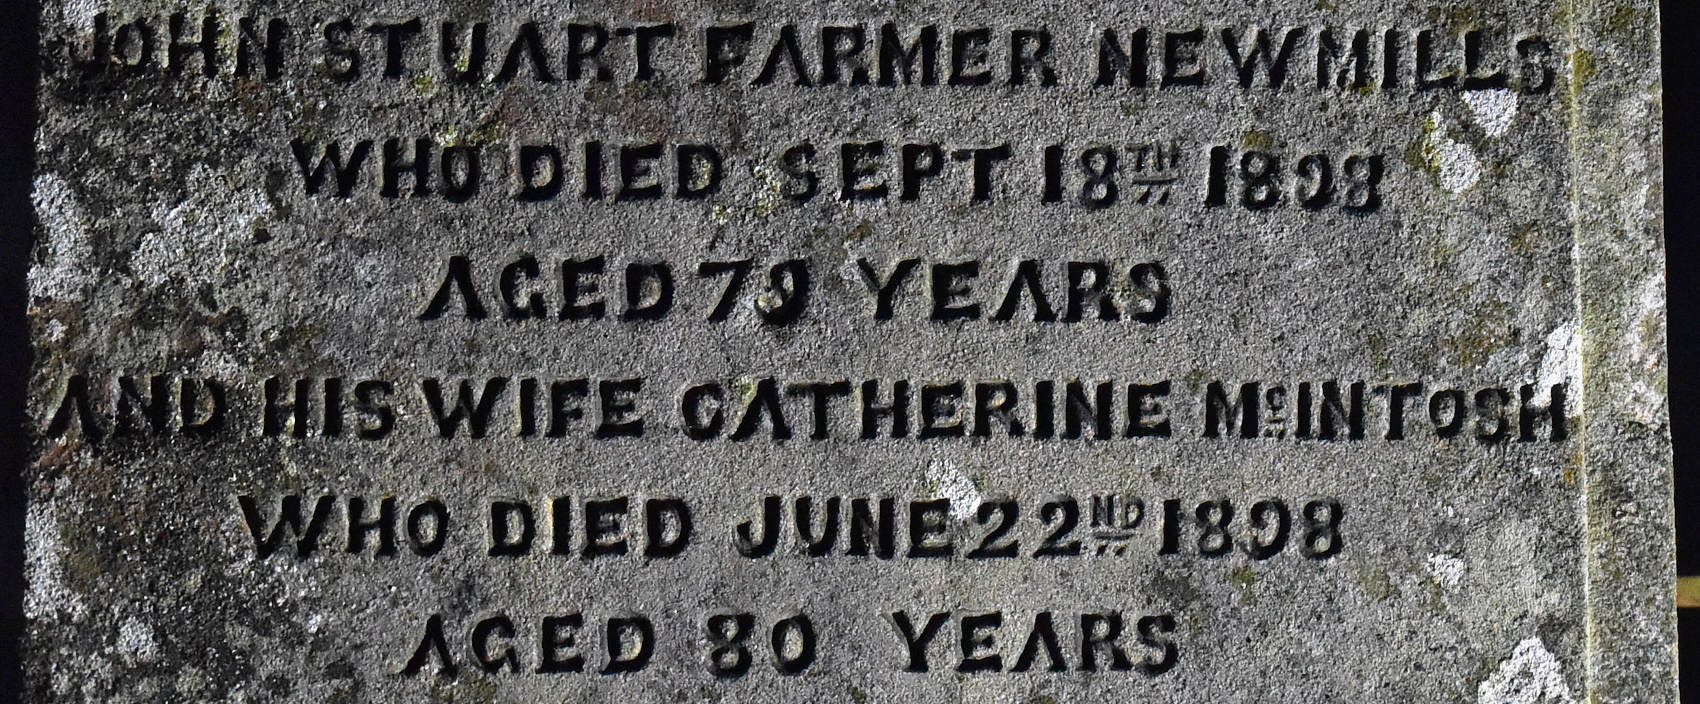 JOHN STUART FARMER NEWMILLS
WHO DIED SEPT 18TH 1898
AGED 79 YEARS
AND HIS WIFE CATHERINE McINTOSH
WHO DIED JUNE 22ND 1898
AGED 80 YEARS